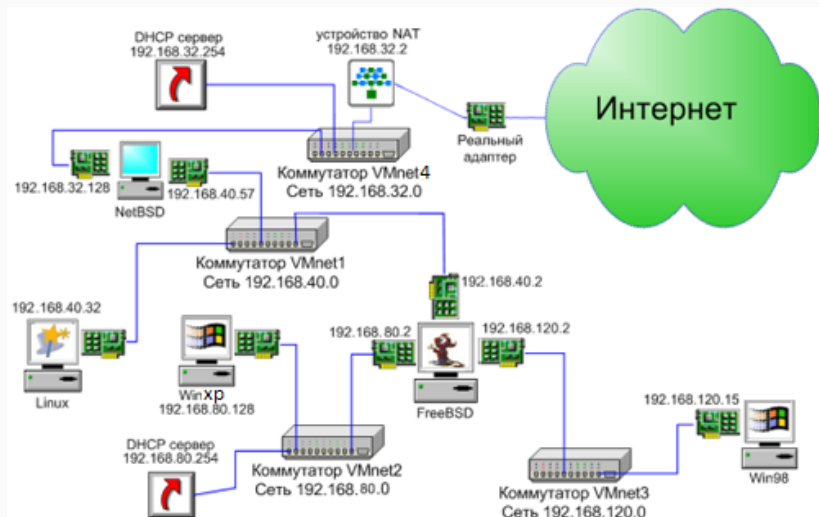 DHCP сервер
192.168.32.254
устройство NAT
192.168.32.2
Интернет
Реальный
адаптер
Коммутатор VMnet4
Сеть 192.168.32.0
192.168.32.128
192.168.40.57
NetBSD
Коммутатор VMnet1
Сеть 192.168.40.0
192.168.40.2
192.168.40.32
Linux
Winxp
192.168.80.128
192.168.80.2
192.168.120.2
FreeBSD
192.168.120.15
Win98
DHCP сервер
192.168.80.254
Коммутатор VMnet2
Сеть 192.168.80.0
Коммутатор VMnet3
Сеть 192.168.120.0